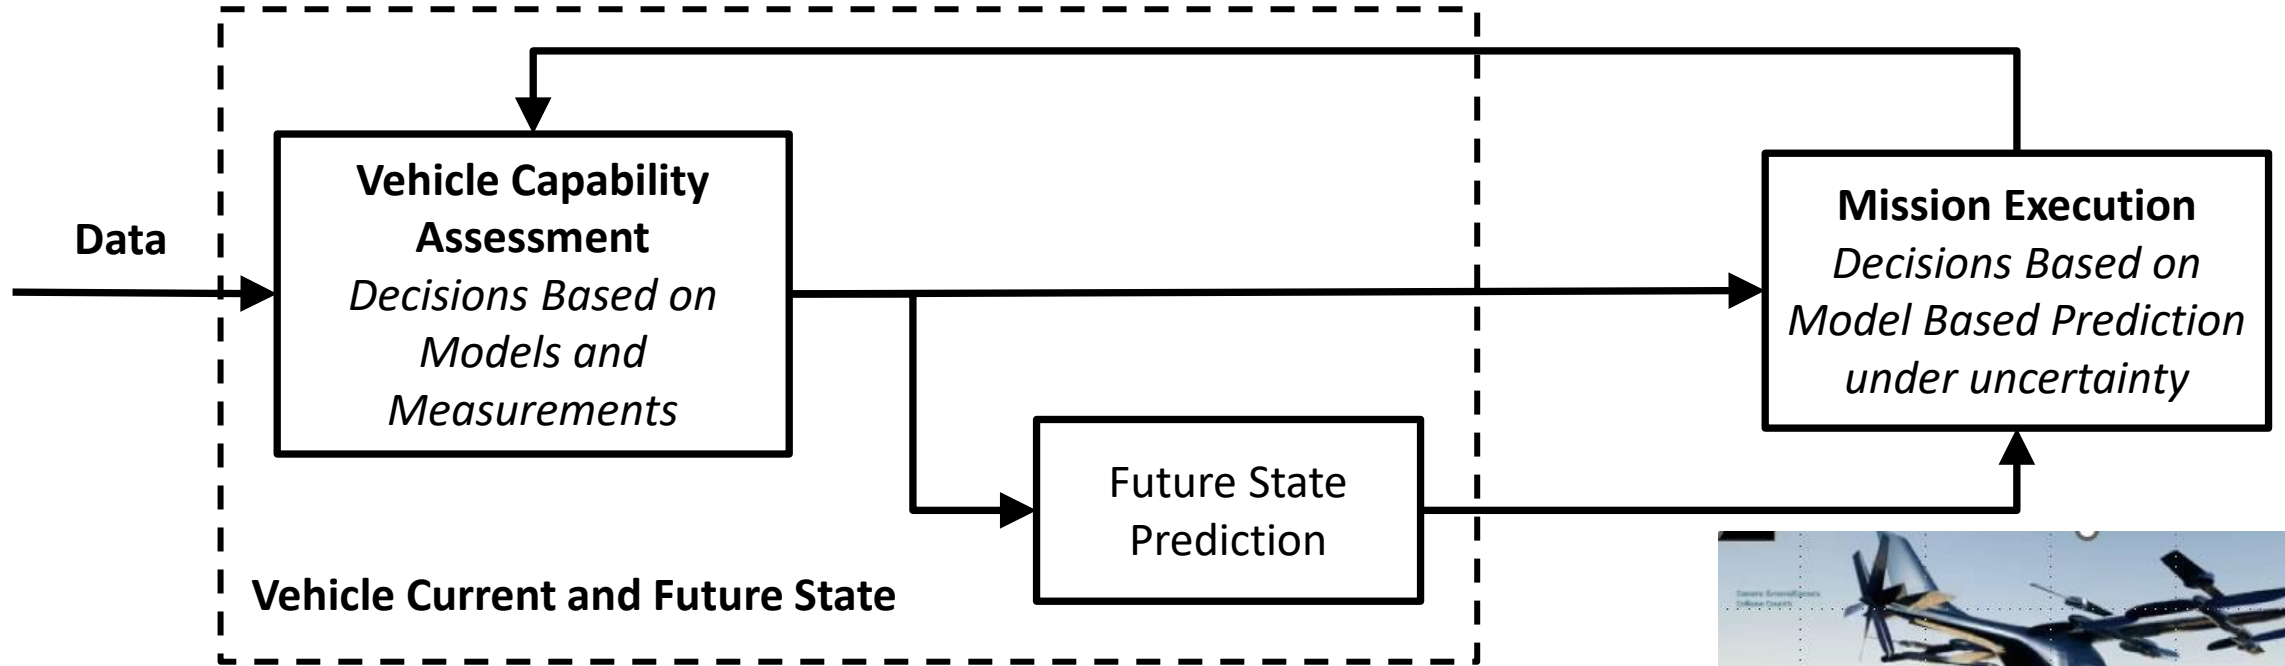 Data
Vehicle Capability
Assessment
Decisions Based on
Models and
Measurements
Mission Execution
Decisions Based on
Model Based Prediction
under uncertainty
Future State
Prediction
Vehicle Current and Future State